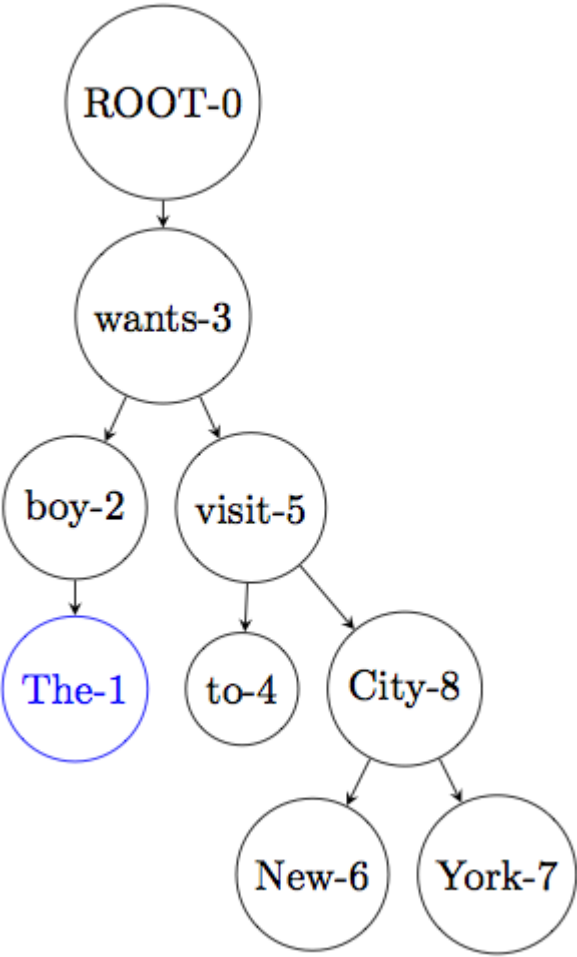 ROOT-0
wants-3
boy-2
visit-5
The-1
to-4
City-8
New-6
York-7